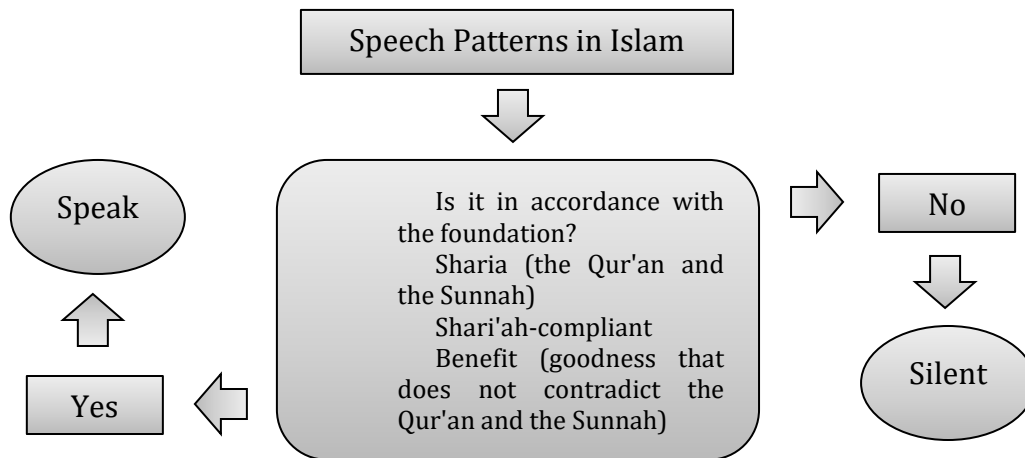 Speech Patterns in Islam
Speak
Is it in accordance with
the foundation?
Sharia (the Qur'an and
the Sunnah)
Shari'ah-compliant
Benefit (goodness that
does not contradict the
Qur'an and the Sunnah)
No
Silent
Yes